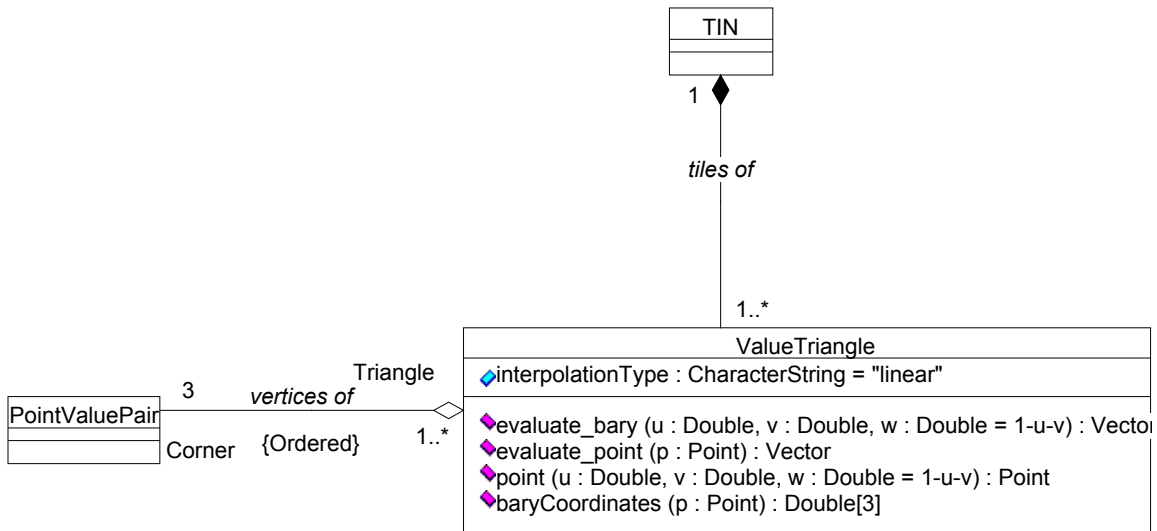 TIN
1
tiles of
1..*
ValueTriangle
interpolationType : CharacterString = "linear"
evaluate_bary (u : Double, v : Double, w : Double = 1-u-v) : Vector
evaluate_point (p : Point) : Vector
point (u : Double, v : Double, w : Double = 1-u-v) : Point
baryCoordinates (p : Point) : Double[3]
Triangle
3
vertices of
PointValuePair
1..*
Corner
{Ordered}